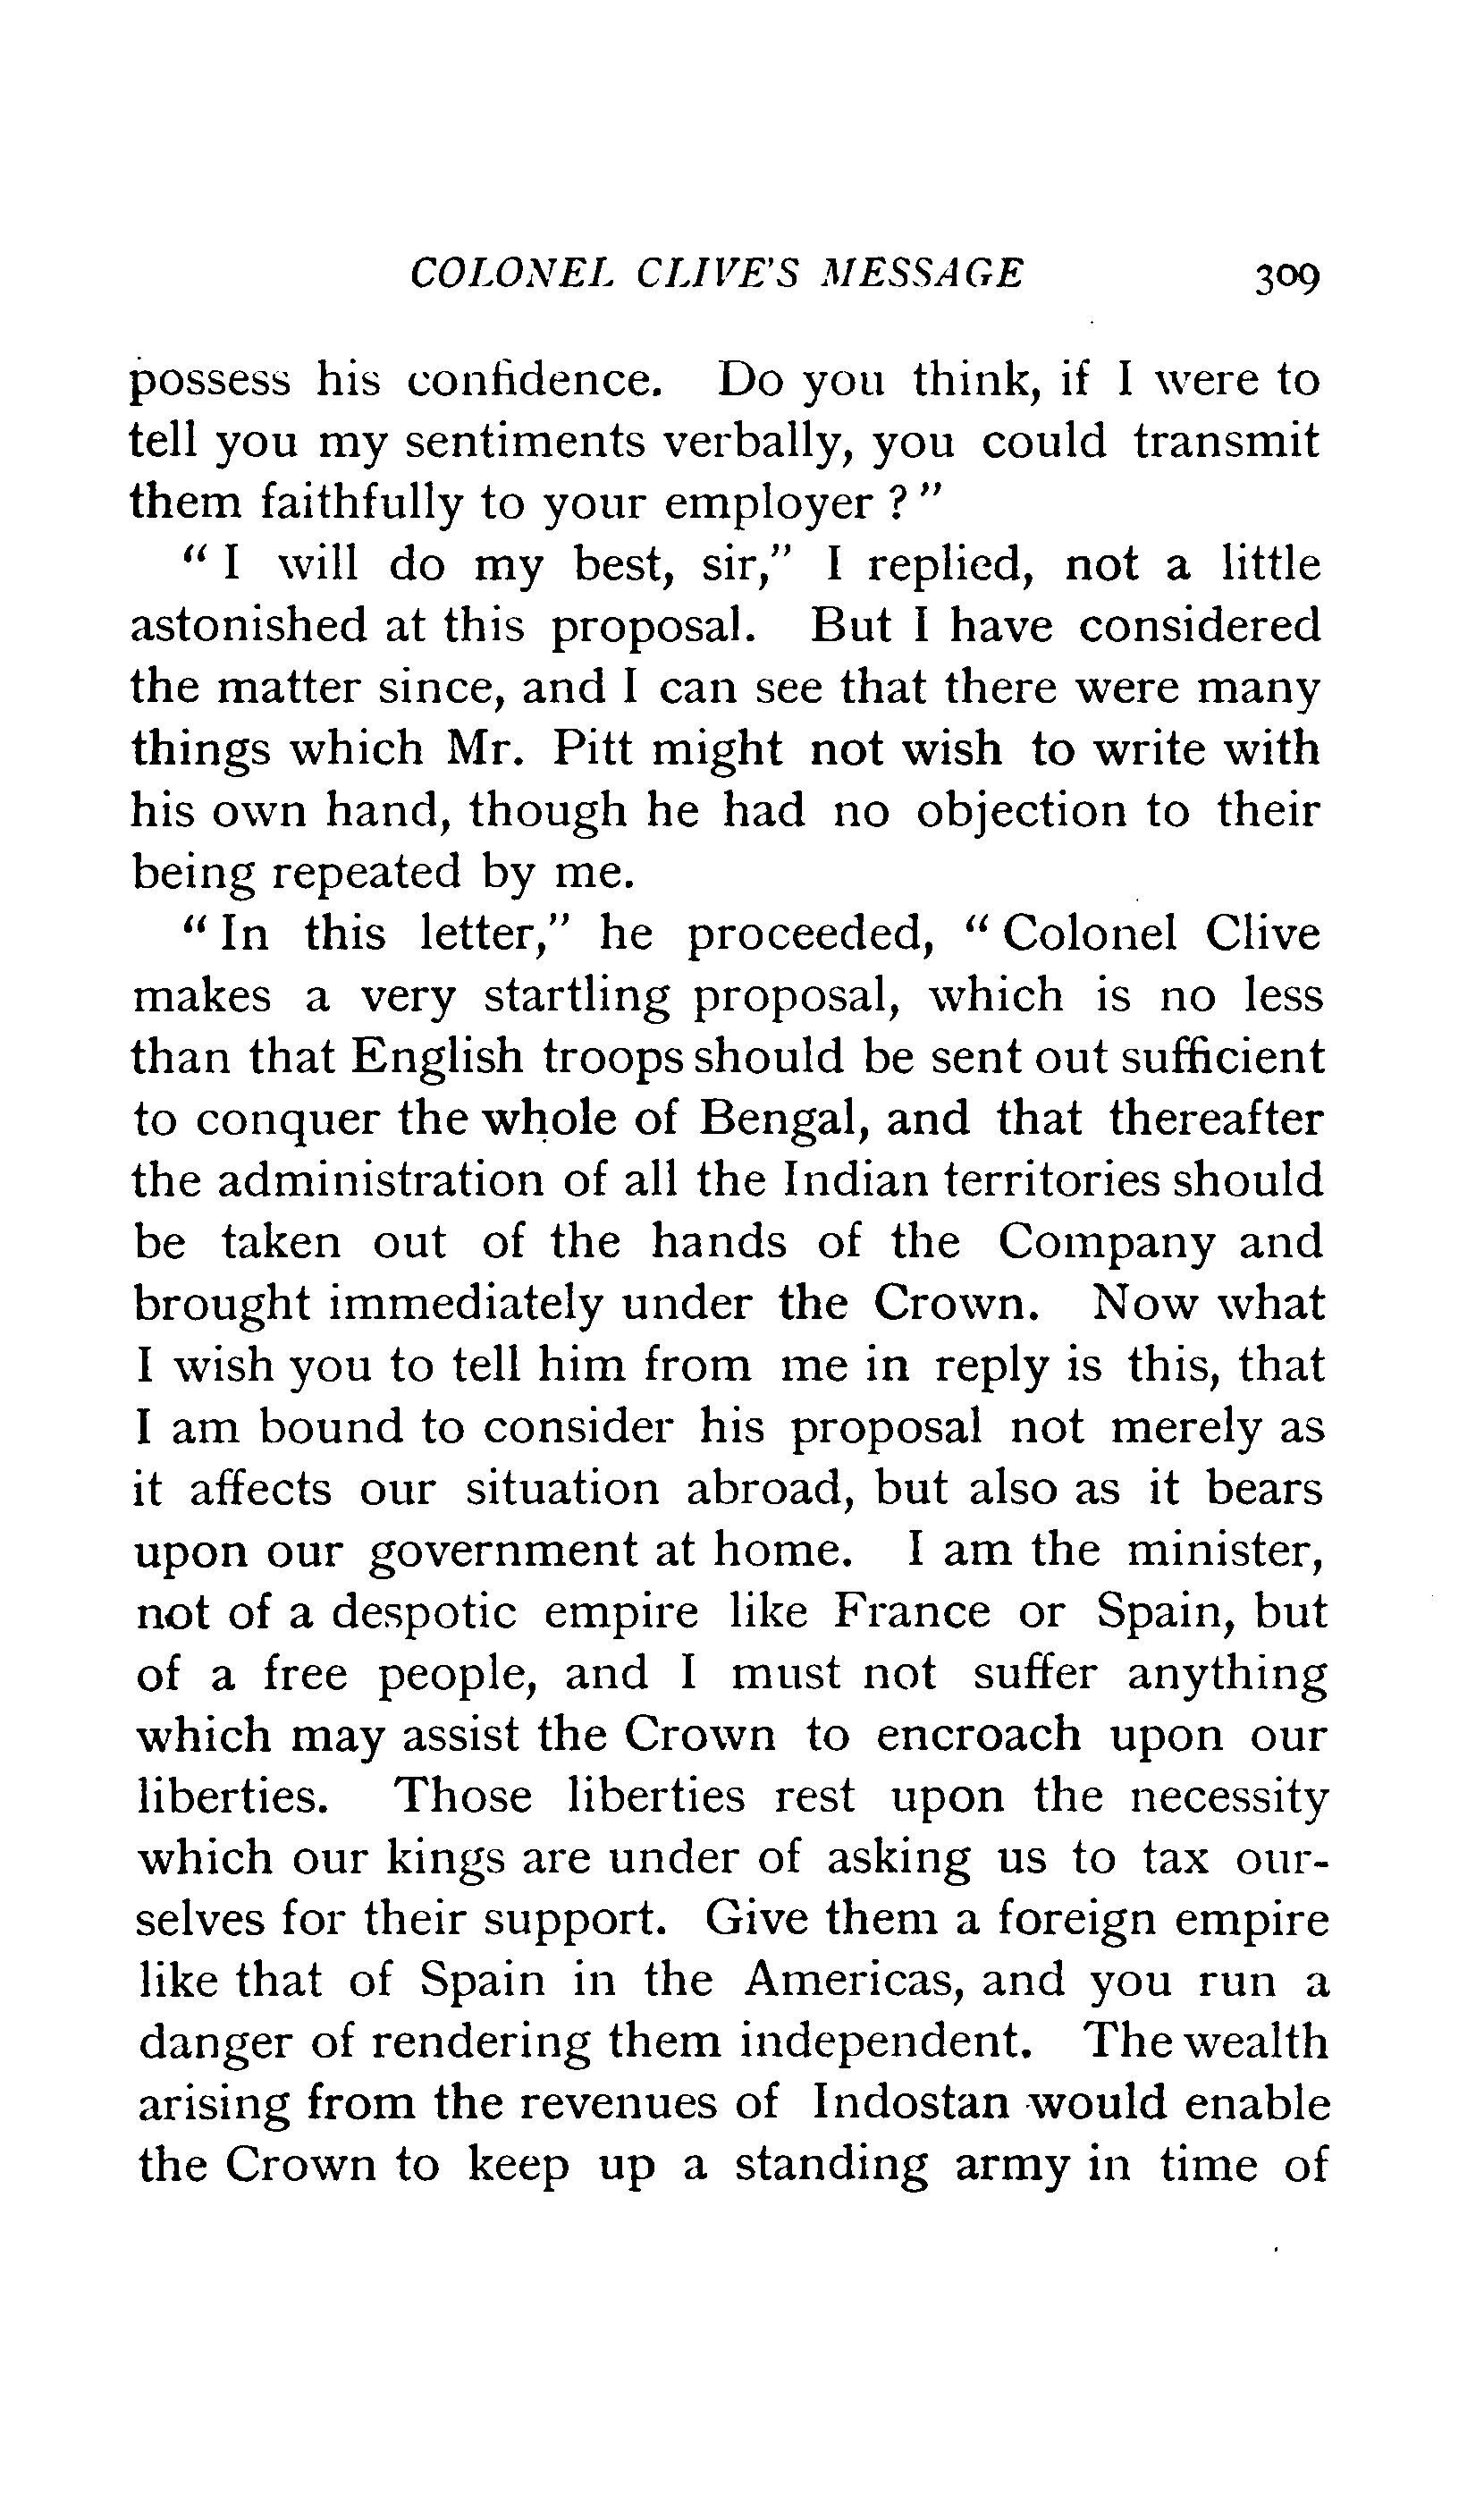 COLONEL CLIVE'S MESSAGE 309
possess his confidence. Do you think, if I were to
tell you my sentiments verbally, you could transmit
them faithfully to your employer ? "
" I will do my best, sir," I replied, not a little
astonished at this proposal. But I have considered
the matter since, and I can see that there were many
things which Mr. Pitt might not wish to write with
his own hand, though he had no objection to their
being repeated by me.
" In this letter," he proceeded, " Colonel Clive
makes a very startling proposal, which is no less
than that English troops should be sent out sufficient
to conquer the whole of Bengal, and that thereafter
the administration of all the Indian territories should
be taken out of the hands of the Company and
brought immediately under the Crown. Now what
I wish you to tell him from me in reply is this, that
I am bound to consider his proposal not merely as
it affects our situation abroad, but also as it bears
upon our government at home. I am the minister,
not of a despotic empire like France or Spain, but
of a free people, and I must not suffer anything
which may assist the Crown to encroach upon our
liberties. Those liberties rest upon the necessity
which our kings are under of asking us to tax our-
selves for their support. Give them a foreign empire
like that of Spain in the Americas, and you run a
danger of rendering them independent. The wealth
arising from the revenues of Indostan would enable
the Crown to keep up a standing army in time of